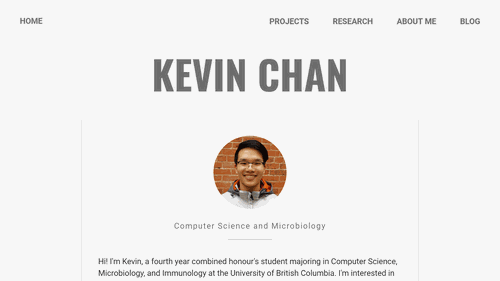 HOME PROJECTS RESEARCH ABOUT ME BLOG
KEVIN CHAN
Computer Science and Microbiology
Hi! I'm Kevin, a fourth year combined honour's student majoring in Computer Science,
Microbiology, and Immunology at the University of British Columbia. I'm interested in